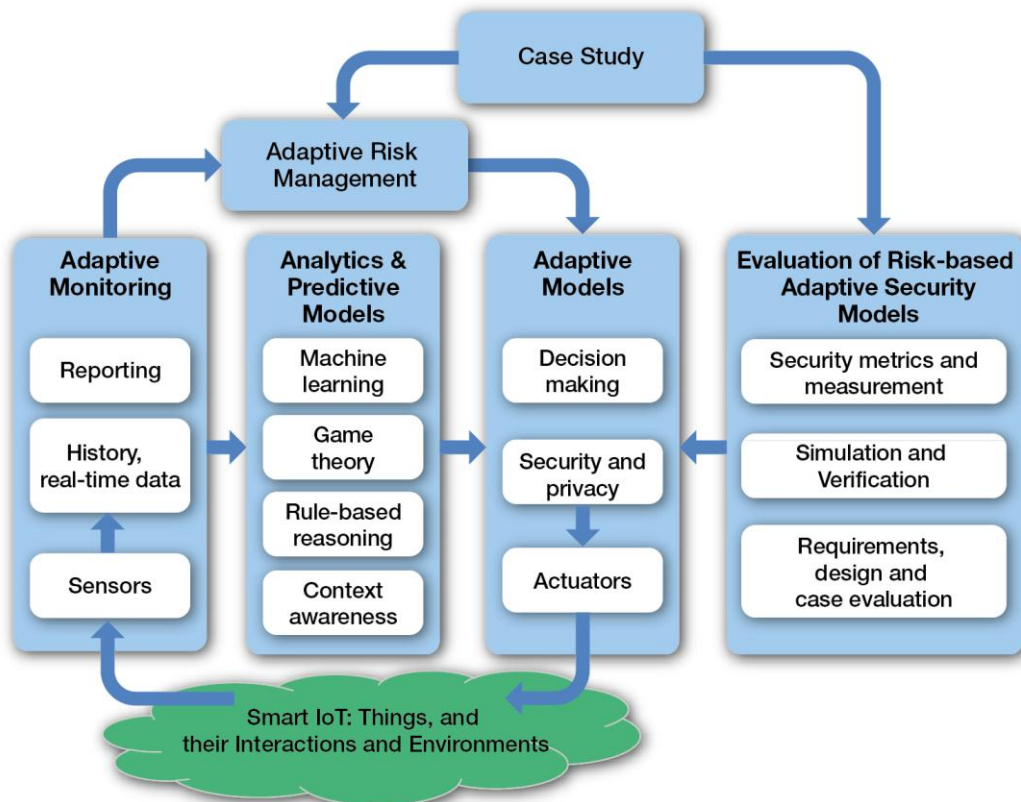 Case Study
Adaptive Risk
Management
Adaptive
Monitoring
Reporting
History,
real-time data
Sensors
Analytics &
Predictive
Models
Machine
learning
Game
theory
Rule-based
reasoning
Context
awareness
Adaptive
Models
Decision
making
Security and
privacy
Actuators
Evaluation of Risk-based
Adaptive Security
Models
Security metrics and
measurement
Simulation and
Verification
Requirements,
design and
case evaluation
Smart IoT: Things, and
their Interactions and Environments